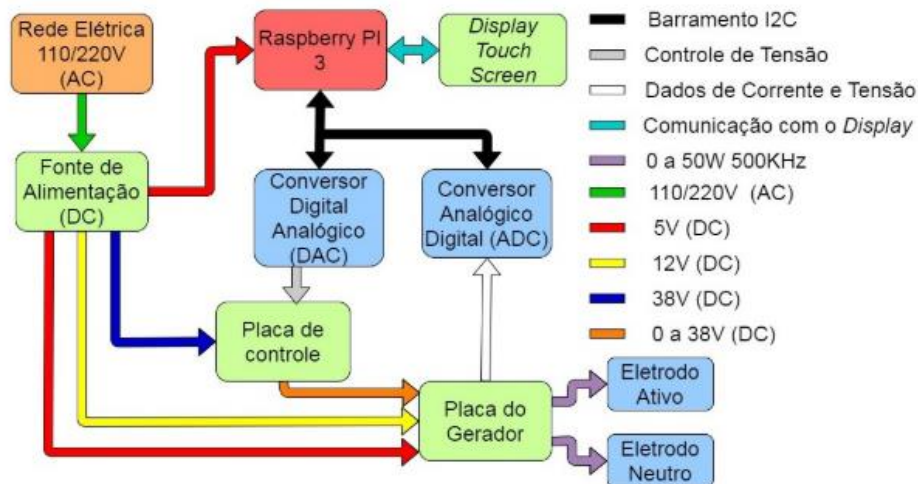 Rede Elétrica
110/220V
(AC)
Raspberry PI
3
Display
Touch
Screen
Fonte de
Alimentação
(DC)
Conversor
Digital
Analógico
(DAC)
Conversor
Analógico
Digital (ADC)
Placa de
controle
Placa do
Gerador
Eletrodo
Ativo
Eletrodo
Neutro
Barramento I2C
Controle de Tensão
Dados de Corrente e Tensão
Comunicação com o Display
0 a 50W 500KHz
110/220V (AC)
5V (DC)
12V (DC)
38V (DC)
0 a 38V (DC)